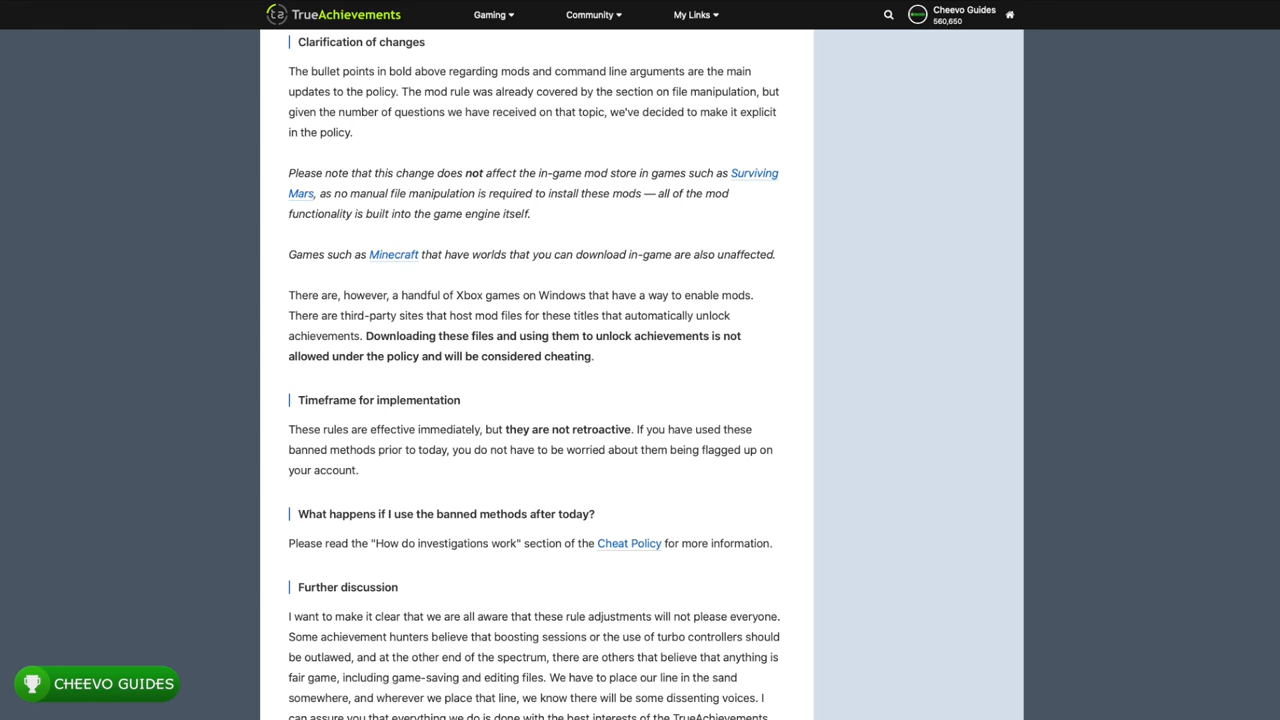 TrueAchievements
Gaming
Community
My Links
Cheevo Guides
560,650
Clarification of changes
The bullet points in bold above regarding mods and command line arguments are the main
updates to the policy. The mod rule was already covered by the section on file manipulation, but
given the number of questions we have received on that topic, we've decided to make it explicit
in the policy.
Please note that this change does not affect the in-game mod store in games such as Surviving
Mars, as no manual file manipulation is required to install these mods — all of the mod
functionality is built into the game engine itself.
Games such as Minecraft that have worlds that you can download in-game are also unaffected.
There are, however, a handful of Xbox games on Windows that have a way to enable mods.
There are third-party sites that host mod files for these titles that automatically unlock
achievements. Downloading these files and using them to unlock achievements is not
allowed under the policy and will be considered cheating.
Timeframe for implementation
These rules are effective immediately, but they are not retroactive. If you have used these
banned methods prior to today, you do not have to be worried about them being flagged up on
your account.
What happens if I use the banned methods after today?
Please read the "How do investigations work" section of the Cheat Policy for more information.
Further discussion
I want to make it clear that we are all aware that these rule adjustments will not please everyone.
Some achievement hunters believe that boosting sessions or the use of turbo controllers should
be outlawed, and at the other end of the spectrum, there are others that believe that anything is
fair game, including game-saving and editing files. We have to place our line in the sand
somewhere, and wherever we place that line, we know there will be some dissenting voices. I
can assure you that everything we do is done with the best interests of the TrueAchievements
CHEEVO GUIDES